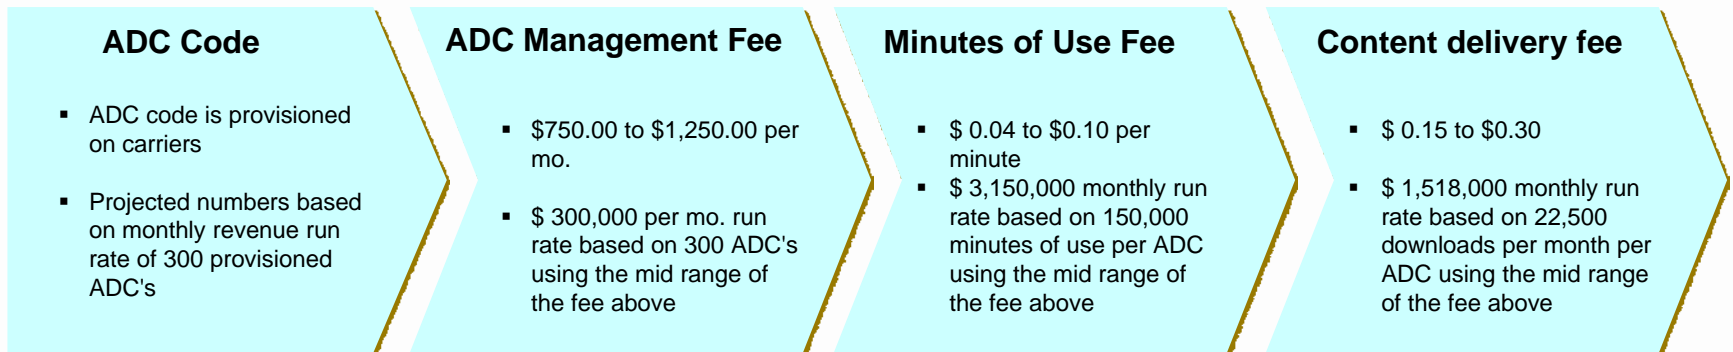 ADC Code
▪ ADC code is provisioned
on carriers
▪ Projected numbers based
on monthly revenue run
rate of 300 provisioned
ADC's
ADC Management Fee
▪ $750.00 to $1,250.00 per
mo.
▪ $ 300,000 per mo. run
rate based on 300 ADC's
using the mid range of
the fee above
Minutes of Use Fee
▪ $ 0.04 to $0.10 per
minute
▪ $ 3,150,000 monthly run
rate based on 150,000
minutes of use per ADC
using the mid range of
the fee above
Content delivery fee
▪ $ 0.15 to $0.30
▪ $ 1,518,000 monthly run
rate based on 22,500
downloads per month per
ADC using the mid range
of the fee above